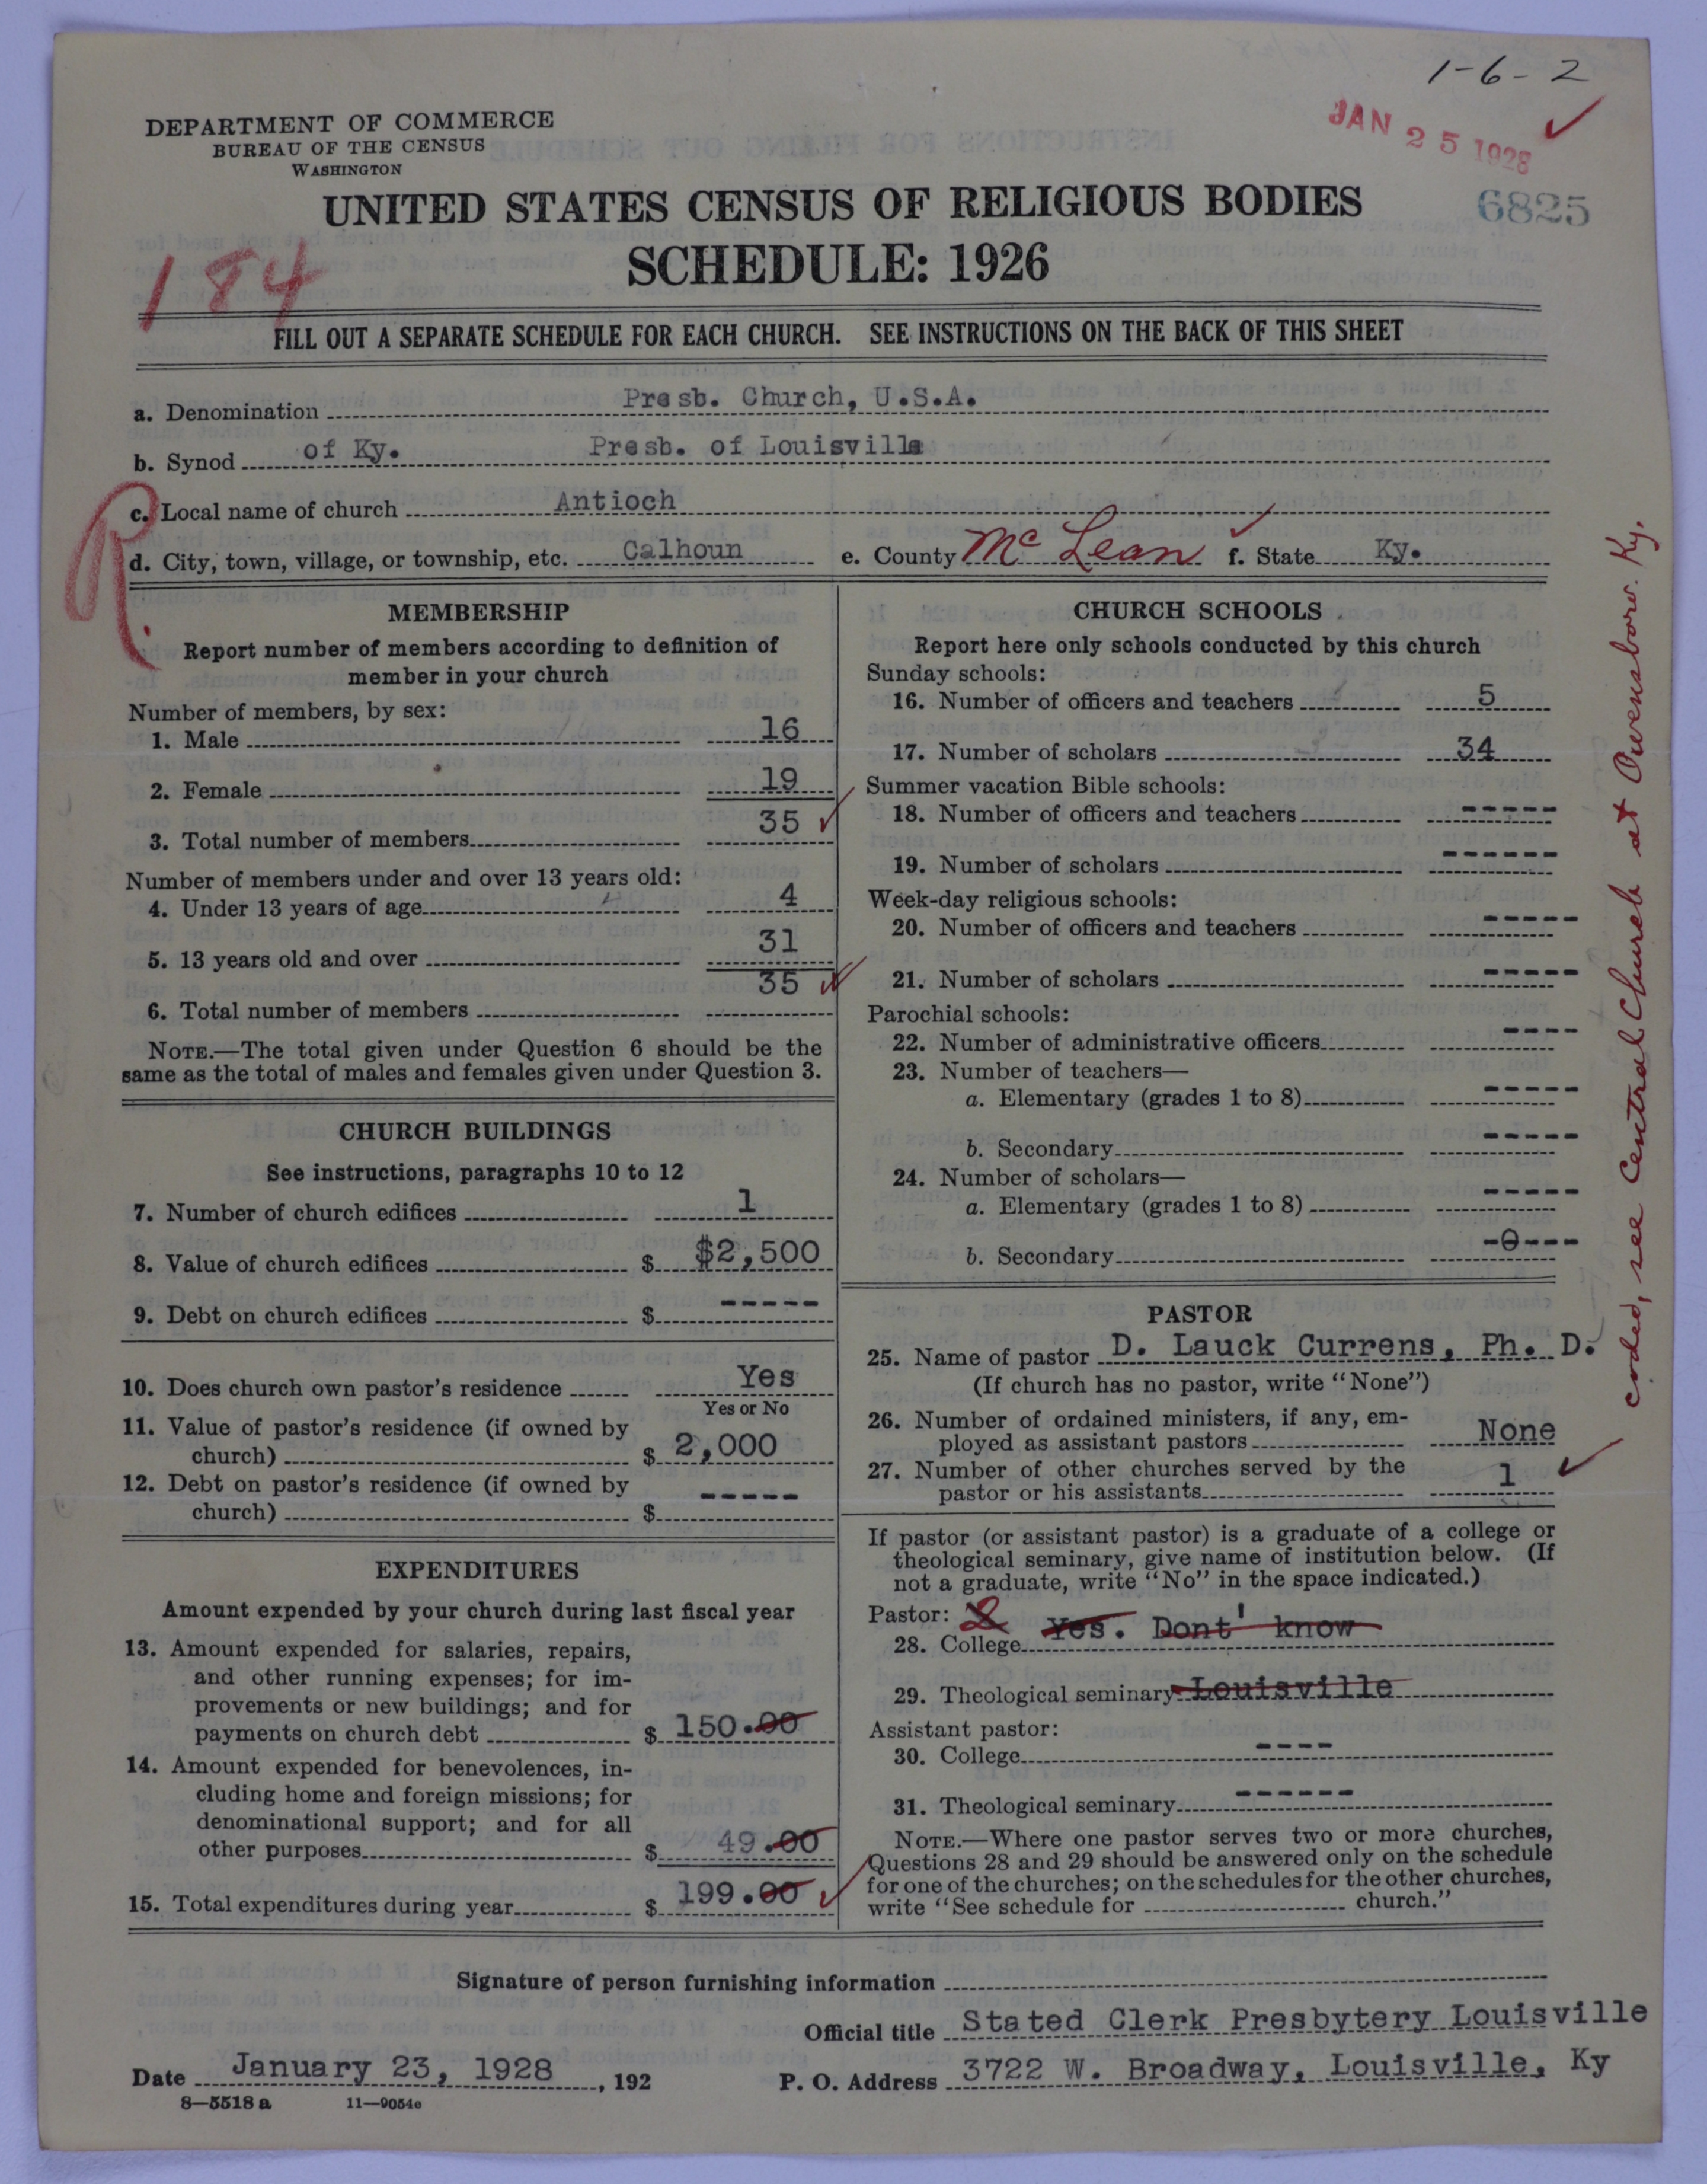 1-6-2
JAN 25 1928
DEPARTMENT OF COMMERCE
BUREAU OF THE CENSUS
WASHINGTON
UNITED STATES CENSUS OF RELIGIOUS BODIES
6825
SCHEDULE: 1926
184
FILL OUT A SEPARATE SCHEDULE FOR EACH CHURCH. SEE INSTRUCTIONS ON THE BACK OF THIS SHEET
a. Denomination Presb. Church, U.S.A.
b. Synod of Ky. Presb. of Louisville
R.
c. Local name of church Antioch
d. City, town, village, or township, etc. Calhoun e. County McLean f. State Ky.
MEMBERSHIP
Report number of members according to definition of
member in your church
Number of members, by sex:
1. Male 16
2. Female 19
3. Total number of members 35
Number of members under and over 13 years old:
4. Under 13 years of age 4
5. 13 years old and over 31
6. Total number of members 35
NOTE.—The total given under Question 6 should be the
same as the total of males and females given under Question 3.
CHURCH BUILDINGS
See instructions, paragraphs 10 to 12
7. Number of church edifices 1
8. Value of church edifices $ $2,500
9. Debt on church edifices $ -----
10. Does church own pastor's residence Yes
Yes or No
11. Value of pastor's residence (if owned by
church) $ 2,000
12. Debt on pastor's residence (if owned by
church) $ -----
EXPENDITURES
Amount expended by your church during last fiscal year
13. Amount expended for salaries, repairs,
and other running expenses; for im-
provements or new buildings; and for
payments on church debt $ 150.00
14. Amount expended for benevolences, in-
cluding home and foreign missions; for
denominational support; and for all
other purposes $ 49.00
15. Total expenditures during year $ 199.00
CHURCH SCHOOLS
Report here only schools conducted by this church
Sunday schools:
16. Number of officers and teachers 5
17. Number of scholars 34
Summer vacation Bible schools:
18. Number of officers and teachers -----
19. Number of scholars ------
Week-day religious schools:
20. Number of officers and teachers -----
21. Number of scholars -----
Parochial schools:
22. Number of administrative officers ----
23. Number of teachers—
a. Elementary (grades 1 to 8) -----
b. Secondary -----
24. Number of scholars—
a. Elementary (grades 1 to 8) -----
b. Secondary -0---
PASTOR
25. Name of pastor D. Lauck Currens, Ph. D.
(If church has no pastor, write "None")
26. Number of ordained ministers, if any, em-
ployed as assistant pastors None
27. Number of other churches served by the
pastor or his assistants 1
If pastor (or assistant pastor) is a graduate of a college or
theological seminary, give name of institution below. (If
not a graduate, write "No" in the space indicated.)
Pastor:
28. College Yes. Dont' know
29. Theological seminary Louisville
Assistant pastor:
30. College ----
31. Theological seminary ------
NOTE.—Where one pastor serves two or more churches,
Questions 28 and 29 should be answered only on the schedule
for one of the churches; on the schedules for the other churches,
write "See schedule for church."
coded, see Central Church at Owensboro. Ky.
Signature of person furnishing information
Official title Stated Clerk Presbytery Louisville
Date January 23, 1928, 192 P. O. Address 3722 W. Broadway, Louisville, Ky
8—5518 a 11—9054e